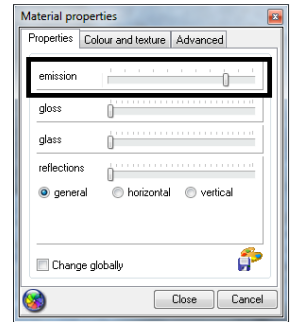 Material properties
Properties Colour and texture Advanced
emission
gloss
glass
reflections
general horizontal vertical
Change globally
Close Cancel